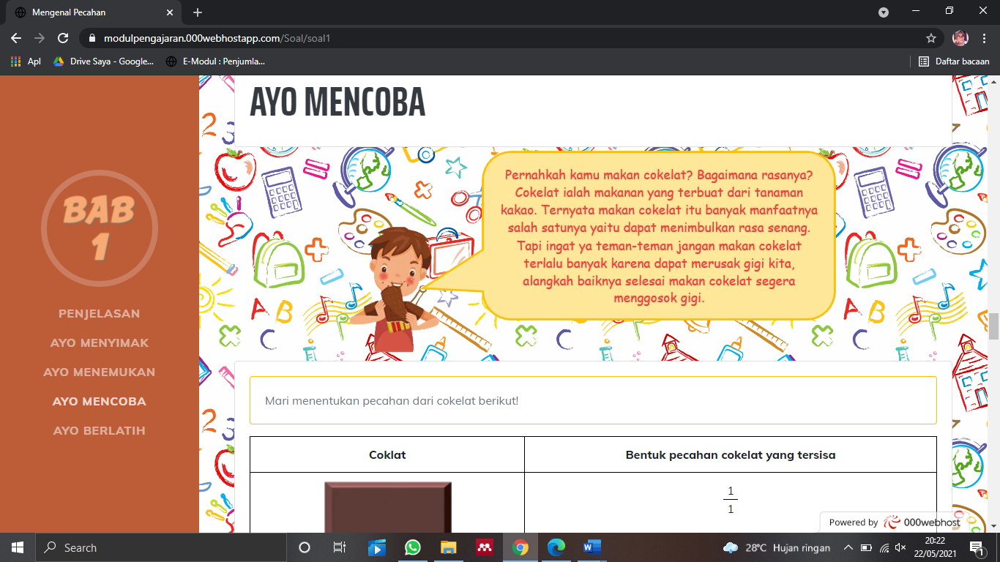 Mengenal Pecahan
modulpengajaran.000webhostapp.com/Soal/soal1
Apl
Drive Saya - Google...
E-Modul : Penjumla...
Daftar bacaan
BAB
1
PENJELASAN
AYO MENYIMAK
AYO MENEMUKAN
AYO MENCOBA
AYO BERLATIH
AYO MENCOBA
Pernahkah kamu makan cokelat? Bagaimana rasanya?
Cokelat ialah makanan yang terbuat dari tanaman
kakao. Ternyata makan cokelat itu banyak manfaatnya
salah satunya yaitu dapat menimbulkan rasa senang.
Tapi ingat ya teman-teman jangan makan cokelat
terlalu banyak karena dapat merusak gigi kita,
alangkah baiknya selesai makan cokelat segera
menggosok gigi.
Mari menentukan pecahan dari cokelat berikut!
Coklat
Bentuk pecahan cokelat yang tersisa
1
1
Powered by 000webhost
Search
28°C Hujan ringan
20:22
22/05/2021
1